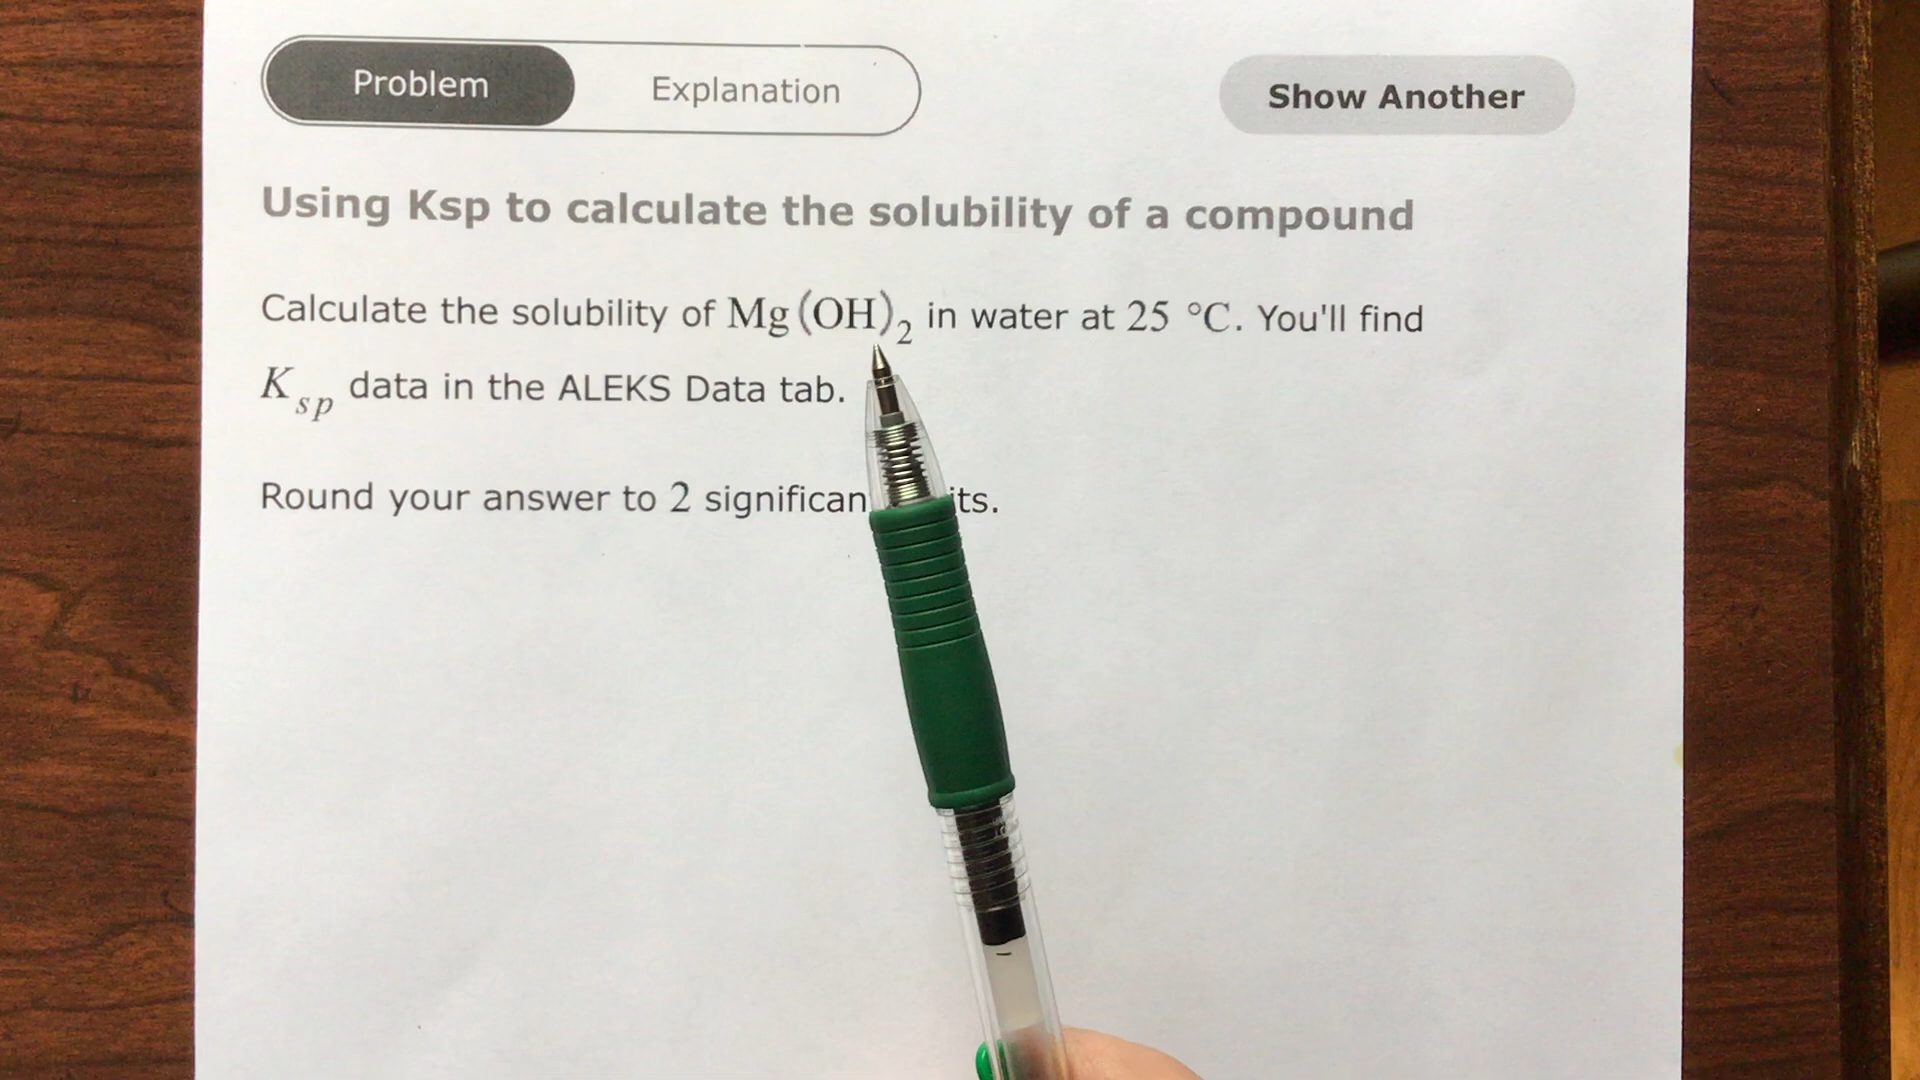 Problem Explanation Show Another
Using Ksp to calculate the solubility of a compound
Calculate the solubility of Mg(OH)₂ in water at 25 °C. You'll find
Kₛₚ data in the ALEKS Data tab.
Round your answer to 2